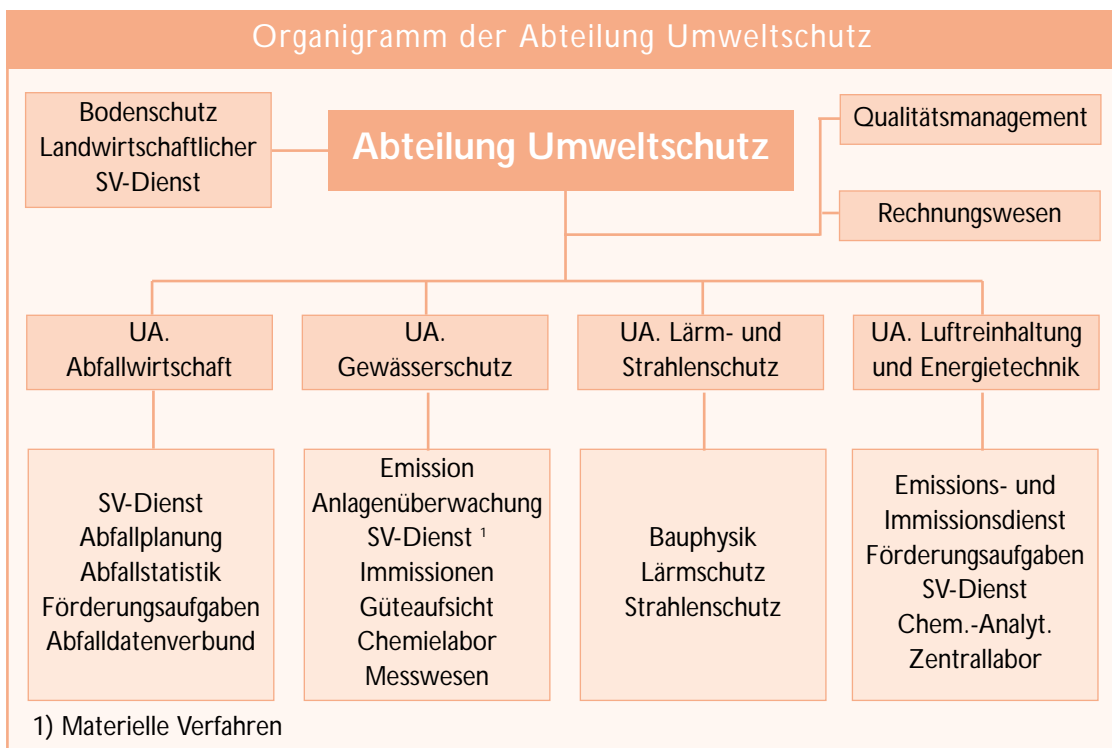 Organigramm der Abteilung Umweltschutz
Bodenschutz
Landwirtschaftlicher
SV-Dienst
Abteilung Umweltschutz
Qualitätsmanagement
Rechnungswesen
UA.
Abfallwirtschaft
UA.
Gewässerschutz
UA. Lärm- und
Strahlenschutz
UA. Luftreinhaltung
und Energietechnik
SV-Dienst
Abfallplanung
Abfallstatistik
Förderungsaufgaben
Abfalldatenverbund
Emission
Anlagenüberwachung
SV-Dienst ¹
Immissionen
Güteaufsicht
Chemielabor
Messwesen
Bauphysik
Lärmschutz
Strahlenschutz
Emissions- und
Immissionsdienst
Förderungsaufgaben
SV-Dienst
Chem.-Analyt.
Zentrallabor
1) Materielle Verfahren